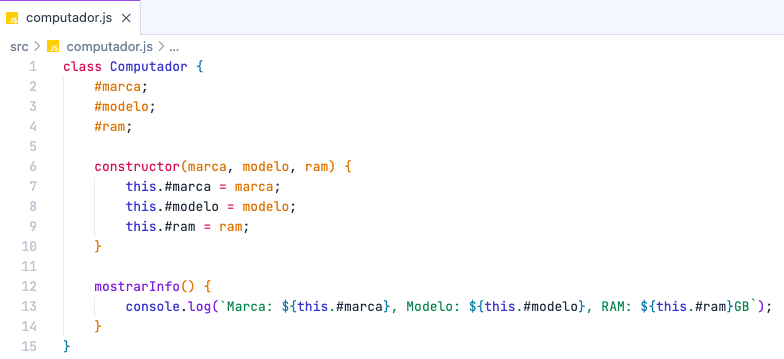 JS computador.js ×
src > JS computador.js > ...
1 class Computador {
2     #marca;
3     #modelo;
4     #ram;
5
6     constructor(marca, modelo, ram) {
7         this.#marca = marca;
8         this.#modelo = modelo;
9         this.#ram = ram;
10     }
11
12     mostrarInfo() {
13         console.log(`Marca: ${this.#marca}, Modelo: ${this.#modelo}, RAM: ${this.#ram}GB`);
14     }
15 }